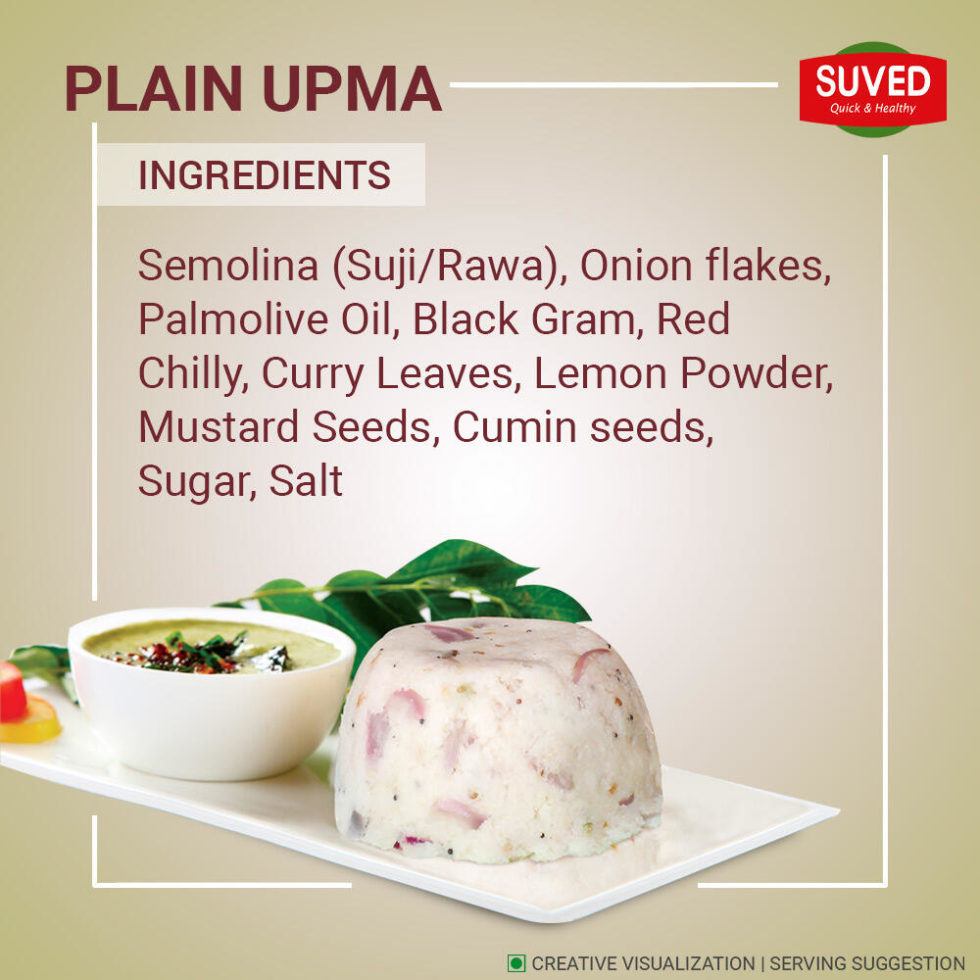 PLAIN UPMA
SUVED
Quick & Healthy
INGREDIENTS
Semolina (Suji/Rawa), Onion flakes,
Palmolive Oil, Black Gram, Red
Chilly, Curry Leaves, Lemon Powder,
Mustard Seeds, Cumin seeds,
Sugar, Salt
CREATIVE VISUALIZATION | SERVING SUGGESTION